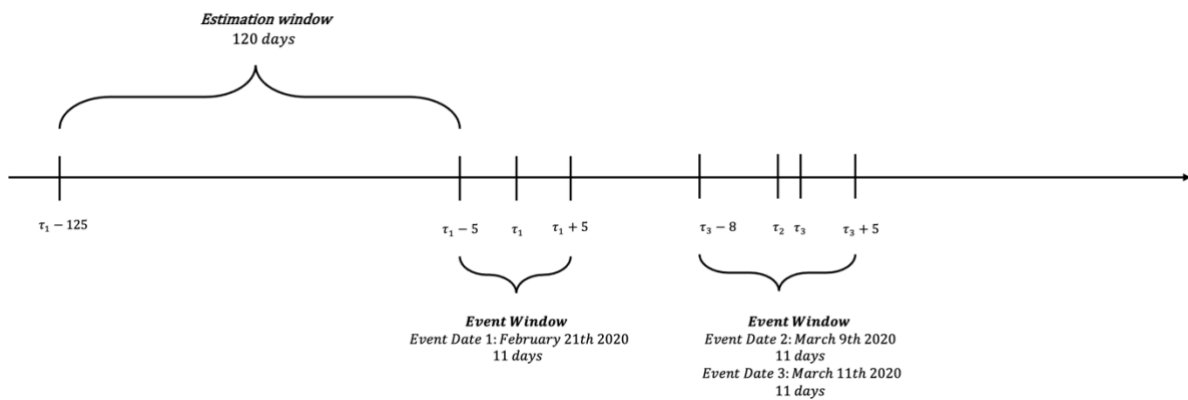 Estimation window
120 days
τ₁ − 125
τ₁ − 5
τ₁
τ₁ + 5
τ₃ − 8
τ₂
τ₃
τ₃ + 5
Event Window
Event Date 1: February 21th 2020
11 days
Event Window
Event Date 2: March 9th 2020
11 days
Event Date 3: March 11th 2020
11 days